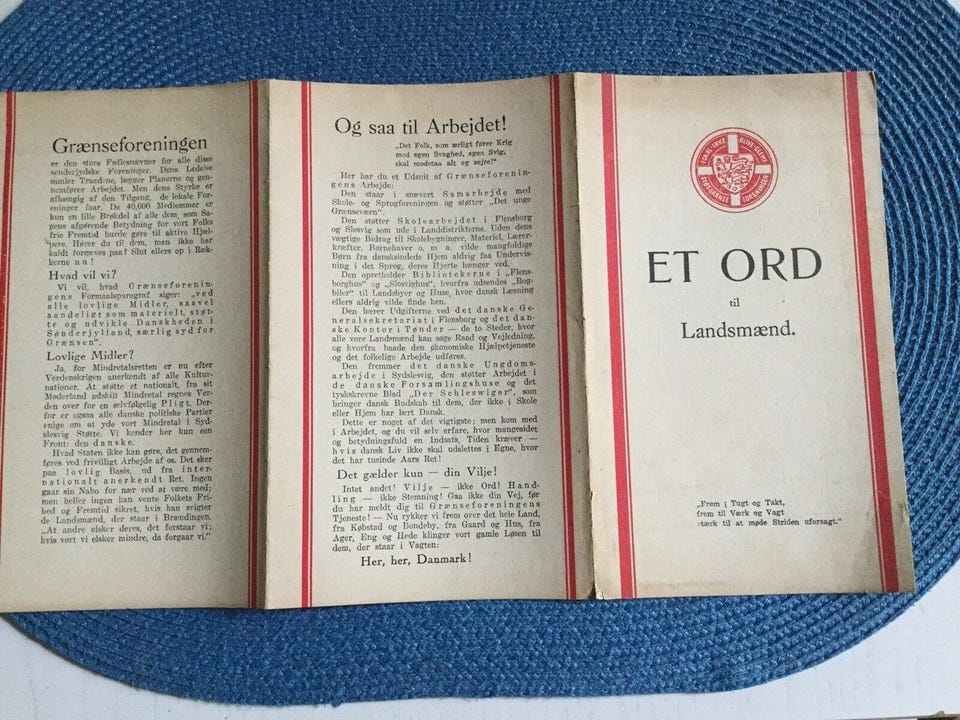 Grænseforeningen
er den store Fællesnævner for alle disse
sønderjydske Foreninger. Dens Ledelse
samler Traadene, lægger Planerne og gen-
nemfører Arbejdet. Men dens Styrke er
afhængig af den Tilgang, de lokale For-
eninger faar. De 40,000 Medlemmer er
kun en lille Brøkdel af alle dem, som Sa-
gens afgørende Betydning for vort Folks
frie Fremtid burde gøre til aktive Hjæl-
pere. Hører du til dem, man ikke har
kaldt forgæves paa? Slut ellers op i Ræk-
kerne nu!
Hvad vil vi?
Vi vil, hvad Grænseforenin-
gens Formaalsparagraf siger: „ved
alle lovlige Midler, saavel
aandeligt som materielt, støt-
te og udvikle Danskheden i
Sønderjylland, særlig syd for
Grænsen“.
Lovlige Midler?
Ja, for Mindretalsretten er nu efter
Verdenskrigen anerkendt af alle Kultur-
nationer. At støtte et nationalt, fra sit
Moderland adskilt Mindretal regnes Ver-
den over for en selvfølgelig Pligt. Der-
for er ogsaa alle danske politiske Partier
enige om at yde vort Mindretal i Syd-
slesvig Støtte. Vi kender her kun en
Front: den danske.
Hvad Staten ikke kan gøre, det gennem-
føres ved frivilligt Arbejde af os. Det sker
paa lovlig Basis, ud fra inter-
nationalt anerkendt Ret. Ingen
gaar sin Nabo for nær ved at være med;
men heller ingen kan vente Folkets Fri-
hed og Fremtid sikret, hvis han svigter
de Landsmænd, der staar i Brændingen.
„At andre elsker deres, det forstaar vi;
hvis vort vi elsker mindre, da forgaar vi.“
Og saa til Arbejdet!
„Det Folk, som ærligt fører Krig
mod egen Svaghed, egen Svig,
skal modstaa alt og sejre!“
Her har du et Udsnit af Grænseforenin-
gens Arbejde:
Den staar i snævert Samarbejde med
Skole- og Sprogforeningen og støtter „Det unge
Grænseværn“.
Den støtter Skolearbejdet i Flensborg
og Slesvig som ude i Landdistrikterne. Uden dens
vægtige Bidrag til Skolebygninger, Materiel, Lærer-
kræfter, Børnehaver o. m. a. vilde mangfoldige
Børn fra dansksindede Hjem aldrig faa Undervis-
ning i det Sprog, deres Hjerte hænger ved.
Den opretholder Bibliotekerne i „Flens-
borghus“ og „Slesvighus“, hvorfra udsendes „Bog-
biler“ til Landsbyer og Huse, hvor dansk Læsning
ellers aldrig vilde finde hen.
Den bærer Udgifterne ved det danske Ge-
neralsekretariat i Flensborg og det dan-
ske Kontor i Tønder — de to Steder, hvor
alle vore Landsmænd kan søge Raad og Vejledning,
og hvorfra baade den økonomiske Hjælpetjeneste
og det folkelige Arbejde udføres.
Den fremmer det danske Ungdoms-
arbejde i Sydslesvig, den støtter Arbejdet i
de danske Forsamlingshuse og det
tyskskrevne Blad „Der Schleswiger“, som
bringer dansk Budskab til dem, der ikke i Skole
eller Hjem har lært Dansk.
Dette er noget af det vigtigste; men kom med
i Arbejdet, og du vil selv erfare, hvor mangesidet
og betydningsfuld en Indsats, Tiden kræver —
hvis dansk Liv ikke skal udslettes i Egne, hvor
det har tusinde Aars Ret!
Det gælder kun — din Vilje!
Intet andet! Vilje — ikke Ord! Hand-
ling — ikke Stemning! Gaa ikke din Vej, før
du har meldt dig til Grænseforeningens
Tjeneste! — Nu rykker vi frem over det hele Land,
fra Købstad og Bondeby, fra Gaard og Hus, fra
Ager, Eng og Hede klinger vort gamle Løsen til
dem, der staar i Vagten:
Her, her, Danmark!
SKAL IKKE BLIVE GLEMT
ET ORD
til
Landsmænd.
„Frem i Tugt og Takt,
frem til Værk og Vagt
stærk til at møde Striden uforsagt.“